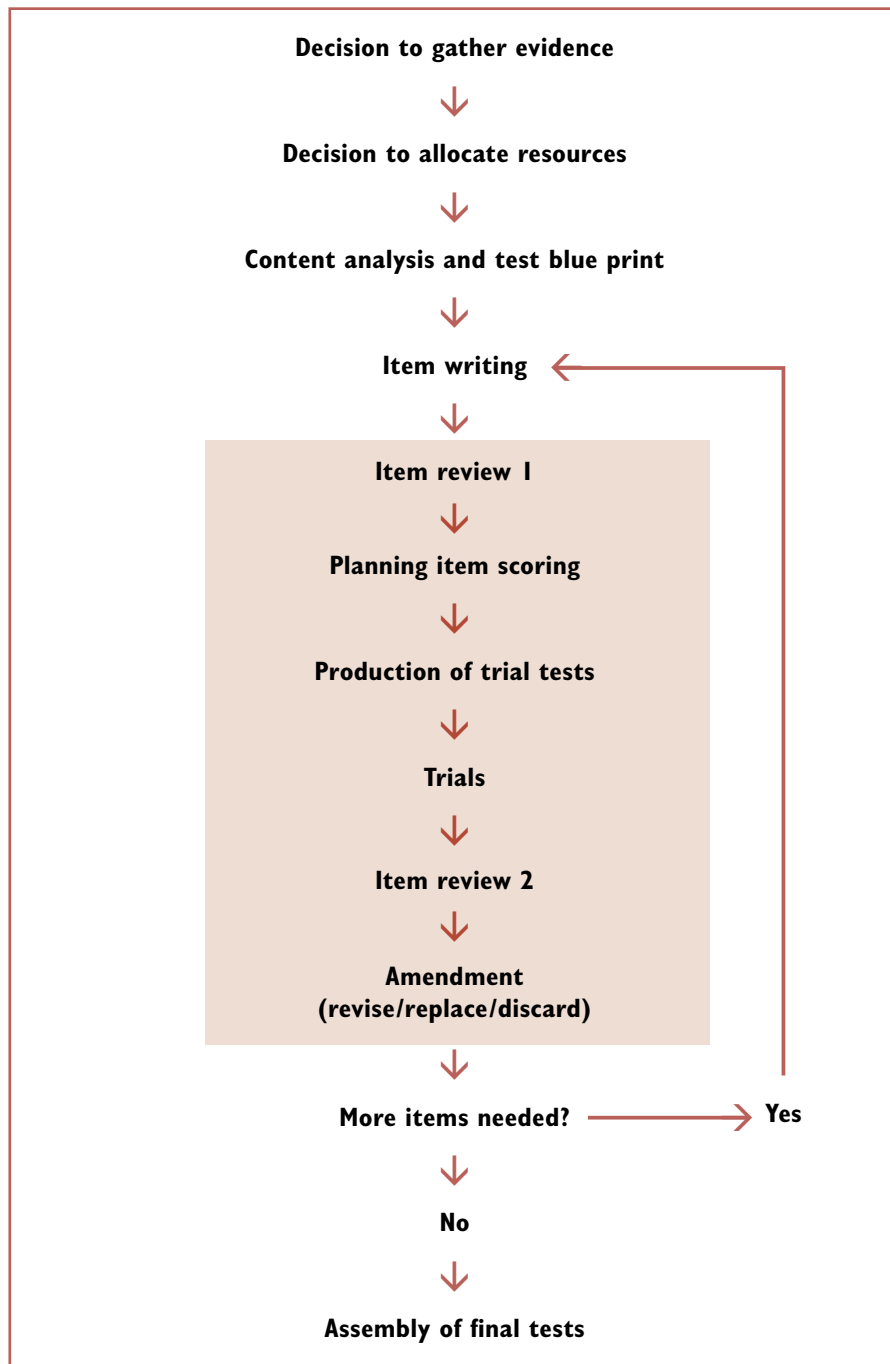 Decision to gather evidence
Decision to allocate resources
Content analysis and test blue print
Item writing
Item review 1
Planning item scoring
Production of trial tests
Trials
Item review 2
Amendment
(revise/replace/discard)
More items needed?
Yes
No
Assembly of final tests